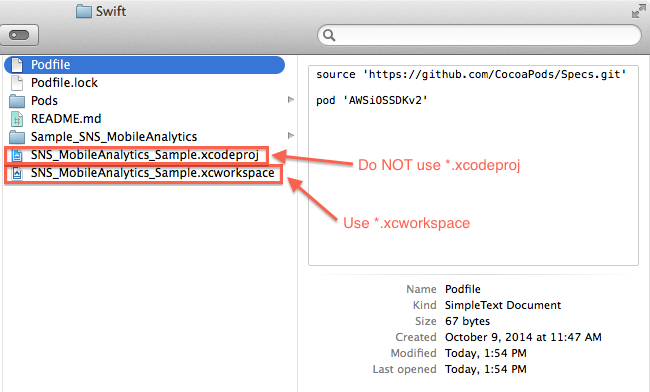 Swift
Podfile
Podfile.lock
Pods
README.md
Sample_SNS_MobileAnalytics
SNS_MobileAnalytics_Sample.xcodeproj
SNS_MobileAnalytics_Sample.xcworkspace
source 'https://github.com/CocoaPods/Specs.git'
pod 'AWSiOSSDKv2'
Do NOT use *.xcodeproj
Use *.xcworkspace
Name Podfile
Kind SimpleText Document
Size 67 bytes
Created October 9, 2014 at 11:47 AM
Modified Today, 1:54 PM
Last opened Today, 1:54 PM